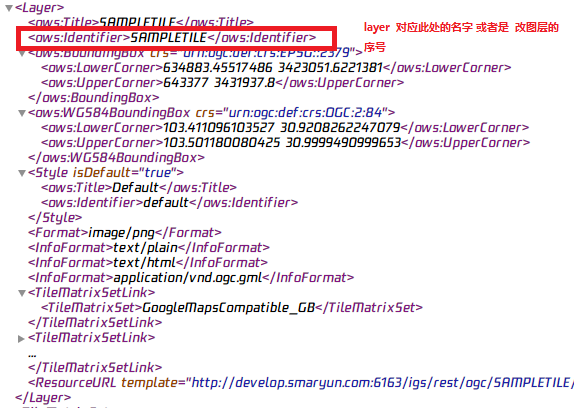 <Layer>
<ows:Title>SAMPLETILE</ows:Title>
<ows:Identifier>SAMPLETILE</ows:Identifier>
layer 对应此处的名字 或者是 改图层的
序号
<ows:BoundingBox crs="urn:ogc:def:crs:EPSG::2379">
<ows:LowerCorner>634883.45517486 3423051.6221381</ows:LowerCorner>
<ows:UpperCorner>643377 3431937.8</ows:UpperCorner>
</ows:BoundingBox>
<ows:WGS84BoundingBox crs="urn:ogc:def:crs:OGC:2:84">
<ows:LowerCorner>103.411096103527 30.9208262247079</ows:LowerCorner>
<ows:UpperCorner>103.501180080425 30.9999490999653</ows:UpperCorner>
</ows:WGS84BoundingBox>
<Style isDefault="true">
<ows:Title>Default</ows:Title>
<ows:Identifier>default</ows:Identifier>
</Style>
<Format>image/png</Format>
<InfoFormat>text/plain</InfoFormat>
<InfoFormat>text/html</InfoFormat>
<InfoFormat>application/vnd.ogc.gml</InfoFormat>
<TileMatrixSetLink>
<TileMatrixSet>GoogleMapsCompatible_GB</TileMatrixSet>
</TileMatrixSetLink>
<TileMatrixSetLink>
...
</TileMatrixSetLink>
<ResourceURL template="http://develop.smaryun.com:6163/igs/rest/ogc/SAMPLETILE/
</Layer>